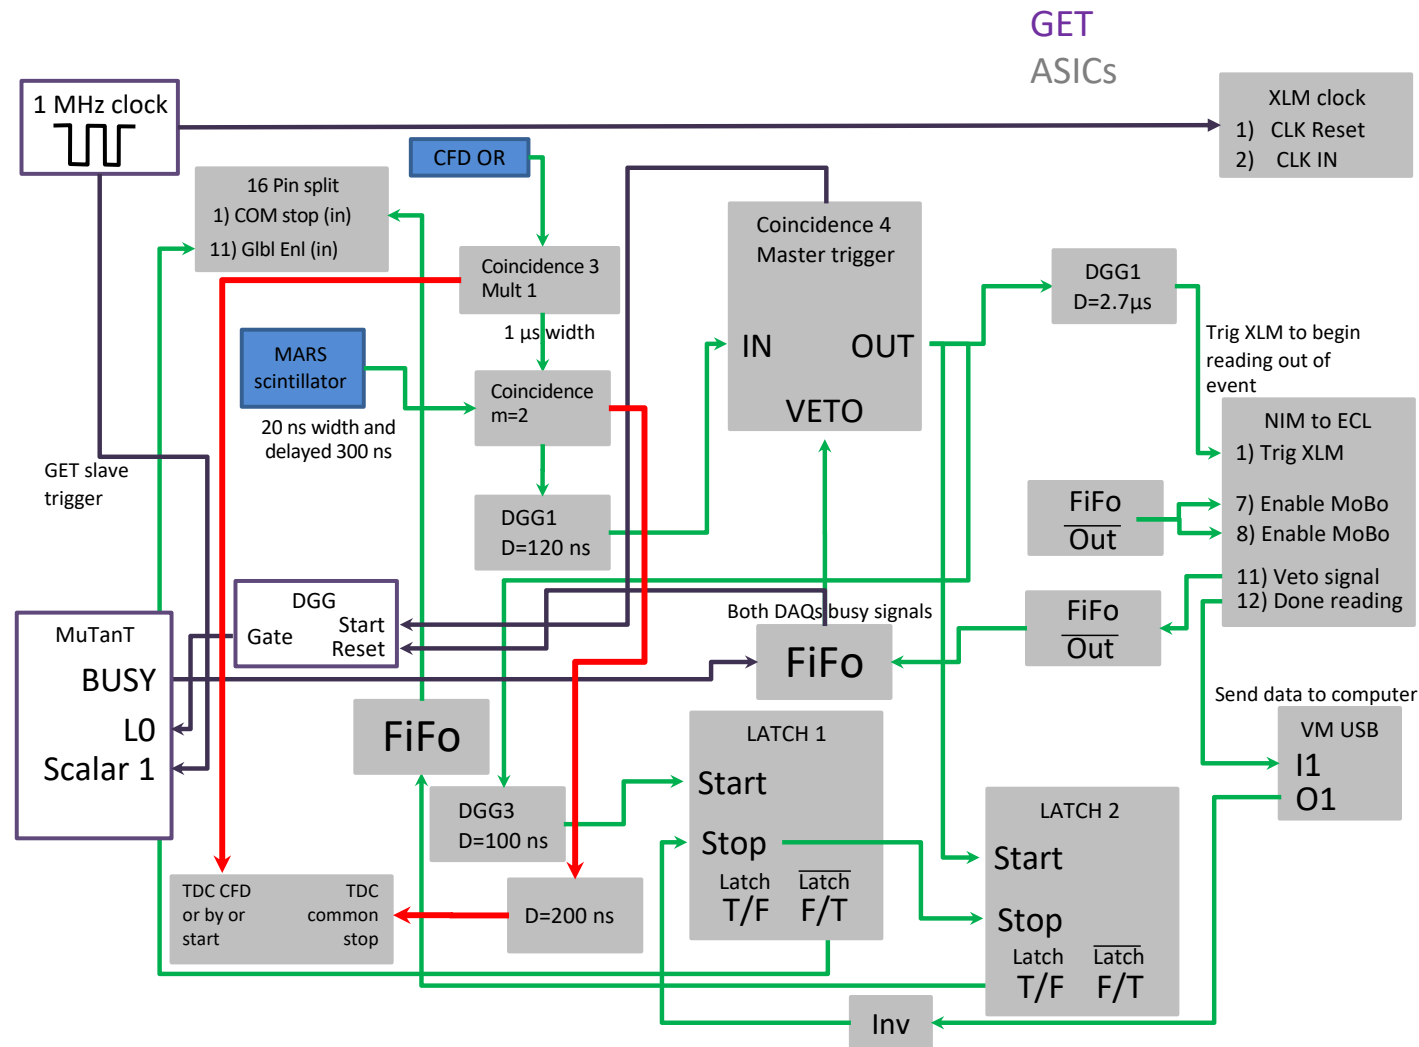 GET
ASICs
1 MHz clock
XLM clock
1) CLK Reset
2) CLK IN
CFD OR
16 Pin split
1) COM stop (in)
11) Glbl Enl (in)
Coincidence 4
Master trigger
IN OUT
VETO
Coincidence 3
Mult 1
1 µs width
DGG1
D=2.7µs
Trig XLM to begin
reading out of
event
MARS
scintillator
20 ns width and
delayed 300 ns
Coincidence
m=2
NIM to ECL
1) Trig XLM
7) Enable MoBo
8) Enable MoBo
11) Veto signal
12) Done reading
GET slave
trigger
DGG1
D=120 ns
FiFo
Out
DGG
Start
Gate
Reset
Both DAQs busy signals
FiFo
FiFo
Out
MuTanT
BUSY
L0
Scalar 1
FiFo
Send data to computer
VM USB
I1
O1
LATCH 1
Start
Stop
Latch Latch
T/F F/T
DGG3
D=100 ns
LATCH 2
Start
Stop
Latch Latch
T/F F/T
TDC CFD
or by or
start
TDC
common
stop
D=200 ns
Inv